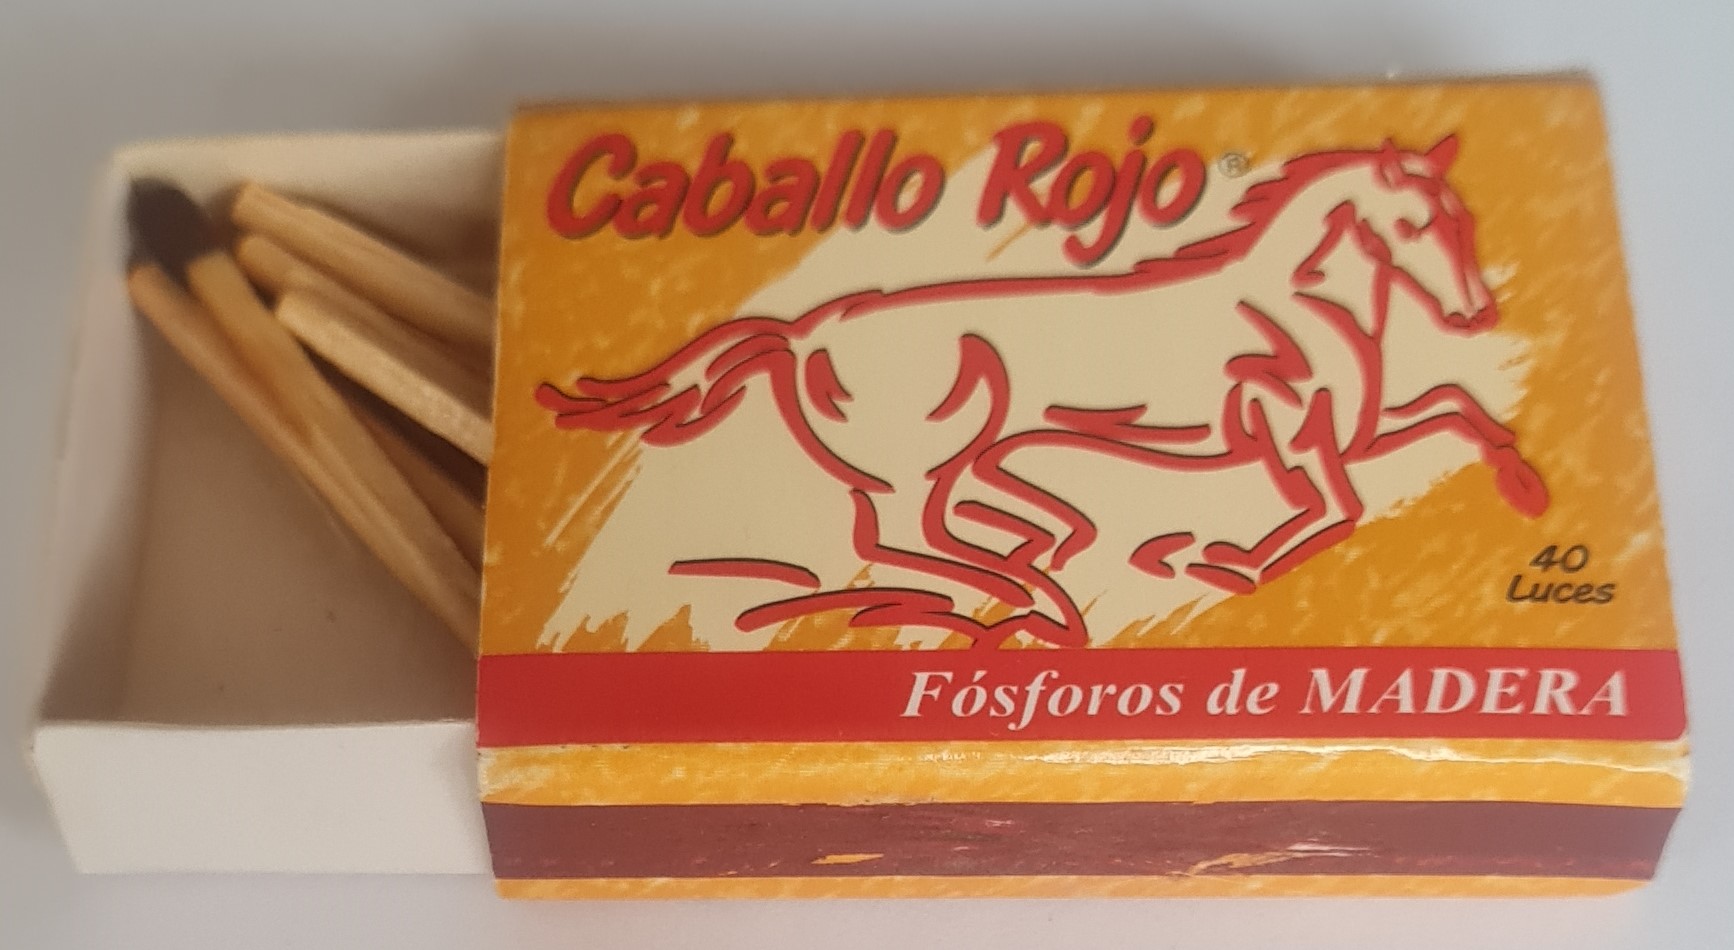 Caballo Rojo®
40
Luces
Fósforos de MADERA